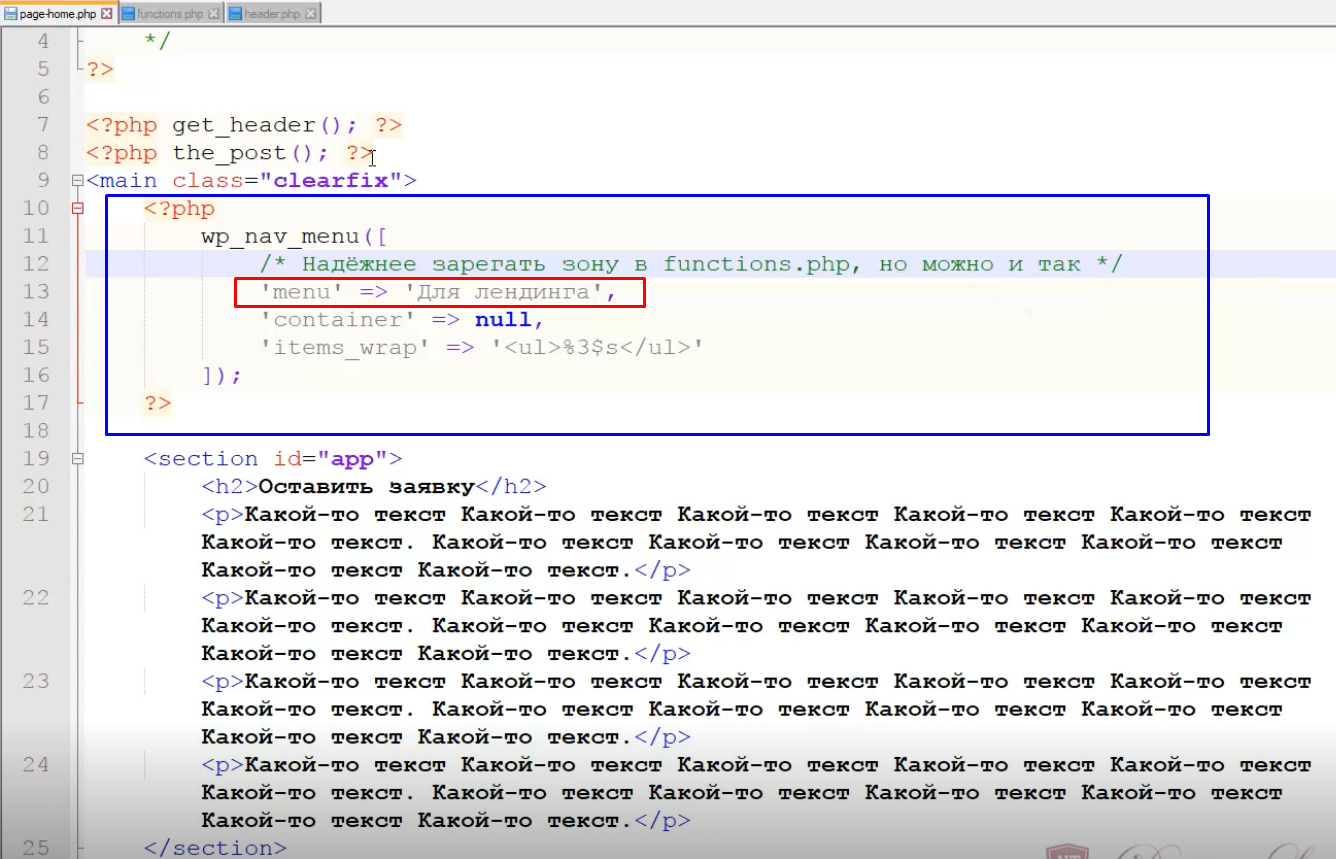 page-home.php functions.php header.php
4 */
5 ?>
6
7 <?php get_header(); ?>
8 <?php the_post(); ?>
9 <main class="clearfix">
10 <?php
11 wp_nav_menu([
12 /* Надёжнее зарегать зону в functions.php, но можно и так */
13 'menu' => 'Для лендинга',
14 'container' => null,
15 'items_wrap' => '<ul>%3$s</ul>'
16 ]);
17 ?>
18
19 <section id="app">
20 <h2>Оставить заявку</h2>
21 <p>Какой-то текст Какой-то текст Какой-то текст Какой-то текст Какой-то текст
Какой-то текст. Какой-то текст Какой-то текст Какой-то текст Какой-то текст
Какой-то текст Какой-то текст.</p>
22 <p>Какой-то текст Какой-то текст Какой-то текст Какой-то текст Какой-то текст
Какой-то текст. Какой-то текст Какой-то текст Какой-то текст Какой-то текст
Какой-то текст Какой-то текст.</p>
23 <p>Какой-то текст Какой-то текст Какой-то текст Какой-то текст Какой-то текст
Какой-то текст. Какой-то текст Какой-то текст Какой-то текст Какой-то текст
Какой-то текст Какой-то текст.</p>
24 <p>Какой-то текст Какой-то текст Какой-то текст Какой-то текст Какой-то текст
Какой-то текст. Какой-то текст Какой-то текст Какой-то текст Какой-то текст
Какой-то текст Какой-то текст.</p>
25 </section>